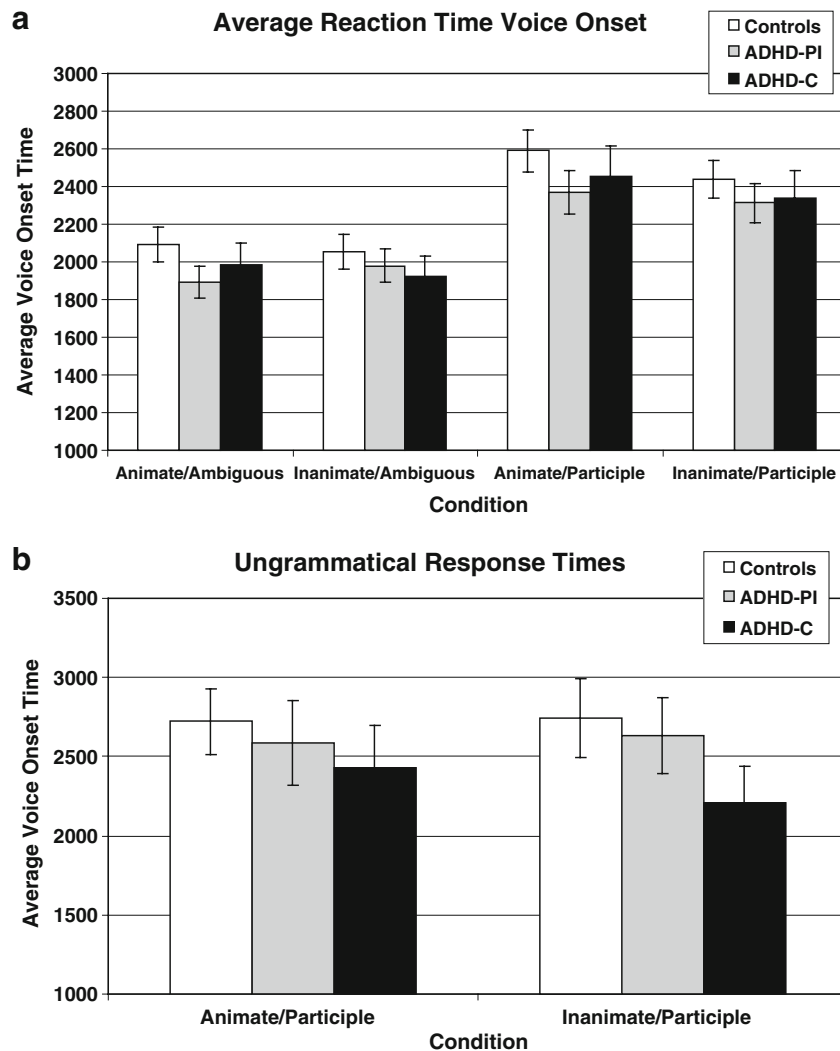 a
Average Reaction Time Voice Onset
Controls
ADHD-PI
ADHD-C
Average Voice Onset Time
3000
2800
2600
2400
2200
2000
1800
1600
1400
1200
1000
Animate/Ambiguous Inanimate/Ambiguous Animate/Participle Inanimate/Participle
Condition
b
Ungrammatical Response Times
Controls
ADHD-PI
ADHD-C
Average Voice Onset Time
3500
3000
2500
2000
1500
1000
Animate/Participle Inanimate/Participle
Condition